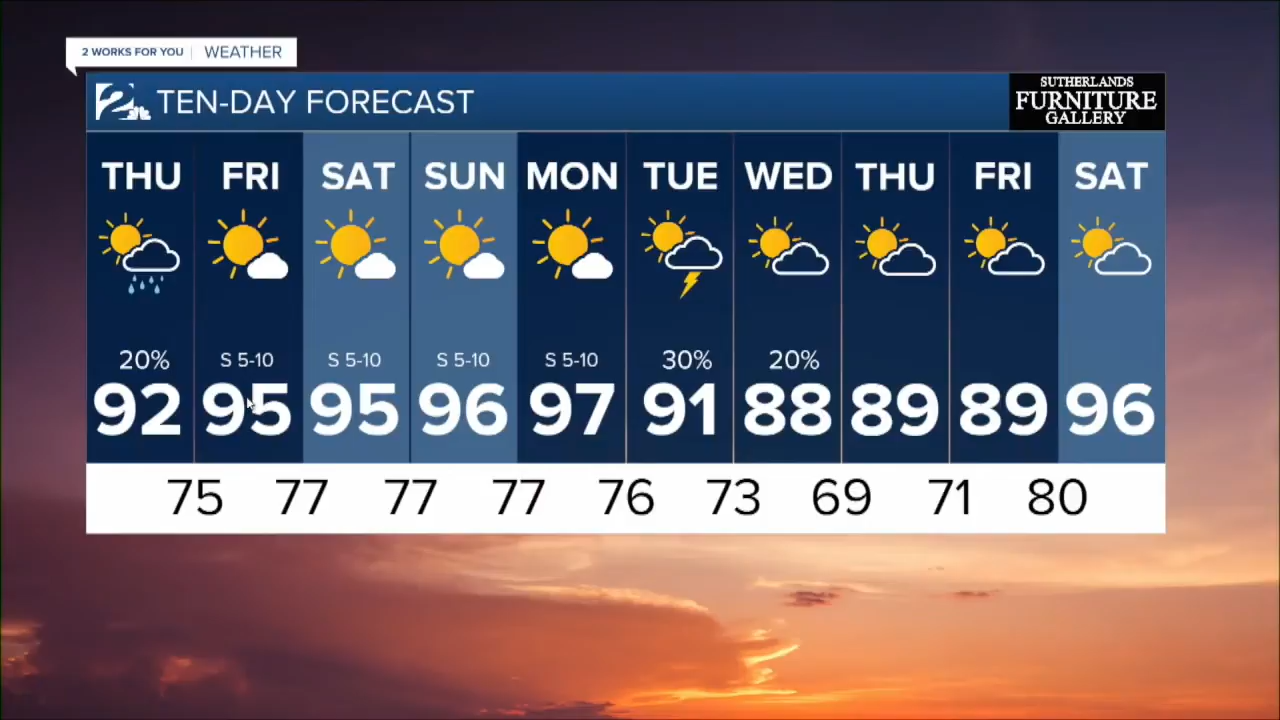 2 WORKS FOR YOU WEATHER
2 TEN-DAY FORECAST
SUTHERLANDS
FURNITURE
GALLERY
THU FRI SAT SUN MON TUE WED THU FRI SAT
20% S 5-10 S 5-10 S 5-10 S 5-10 30% 20%
92 95 95 96 97 91 88 89 89 96
75 77 77 77 76 73 69 71 80